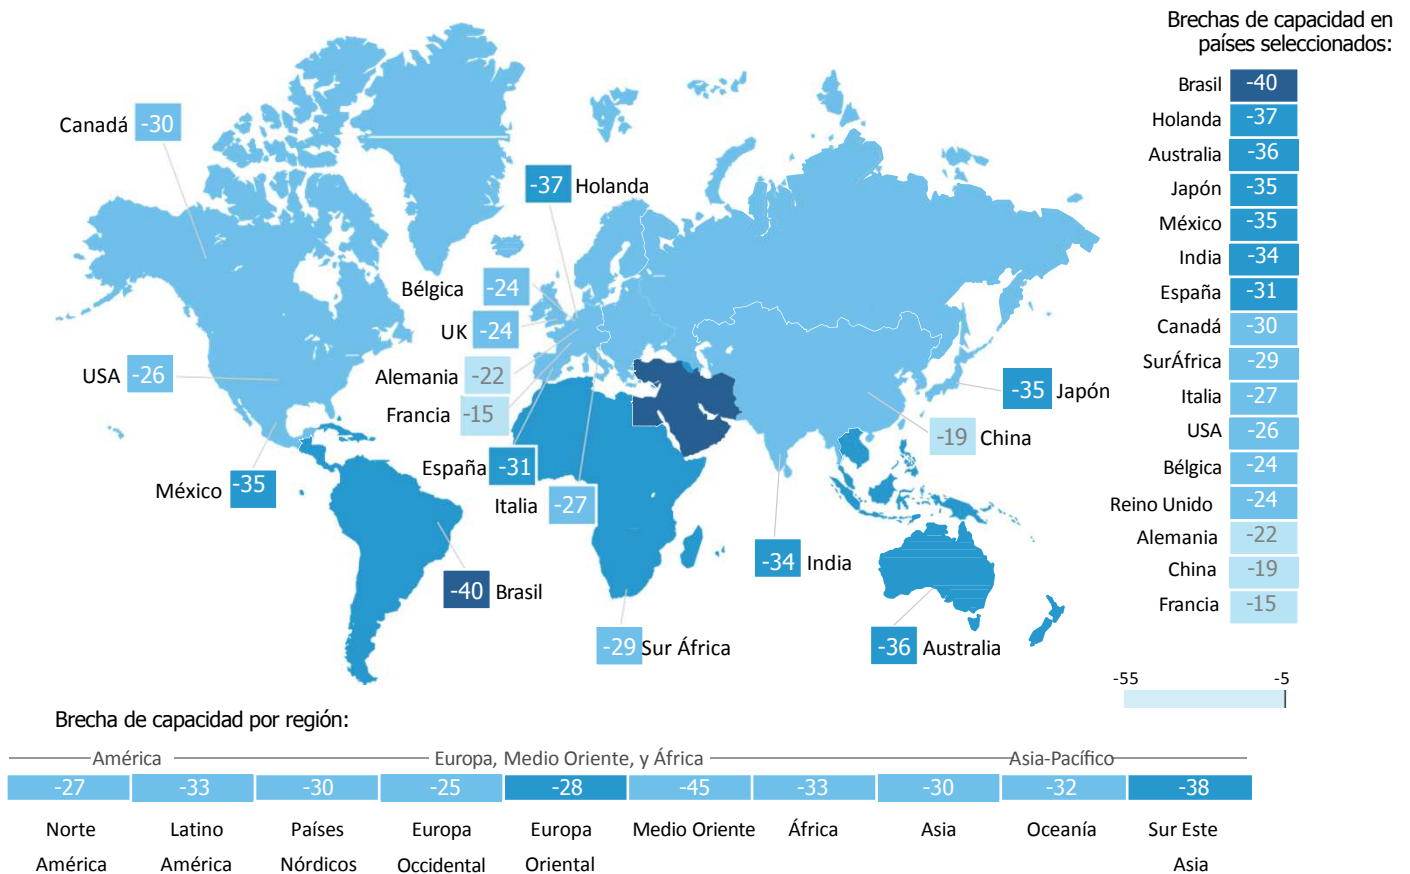 Brechas de capacidad en
países seleccionados:
Brasil -40
Holanda -37
Australia -36
Japón -35
México -35
India -34
España -31
Canadá -30
SurÁfrica -29
Italia -27
USA -26
Bélgica -24
Reino Unido -24
Alemania -22
China -19
Francia -15
-55 -5
Canadá -30
-37 Holanda
Bélgica -24
UK -24
USA -26
Alemania -22
-35 Japón
Francia -15
-19 China
España -31
México -35
Italia -27
-34 India
-40 Brasil
-29 Sur África
-36 Australia
Brecha de capacidad por región:
América Europa, Medio Oriente, y África Asia-Pacífico
-27 -33 -30 -25 -28 -45 -33 -30 -32 -38
Norte Latino Países Europa Europa Medio Oriente África Asia Oceanía Sur Este
América América Nórdicos Occidental Oriental Asia